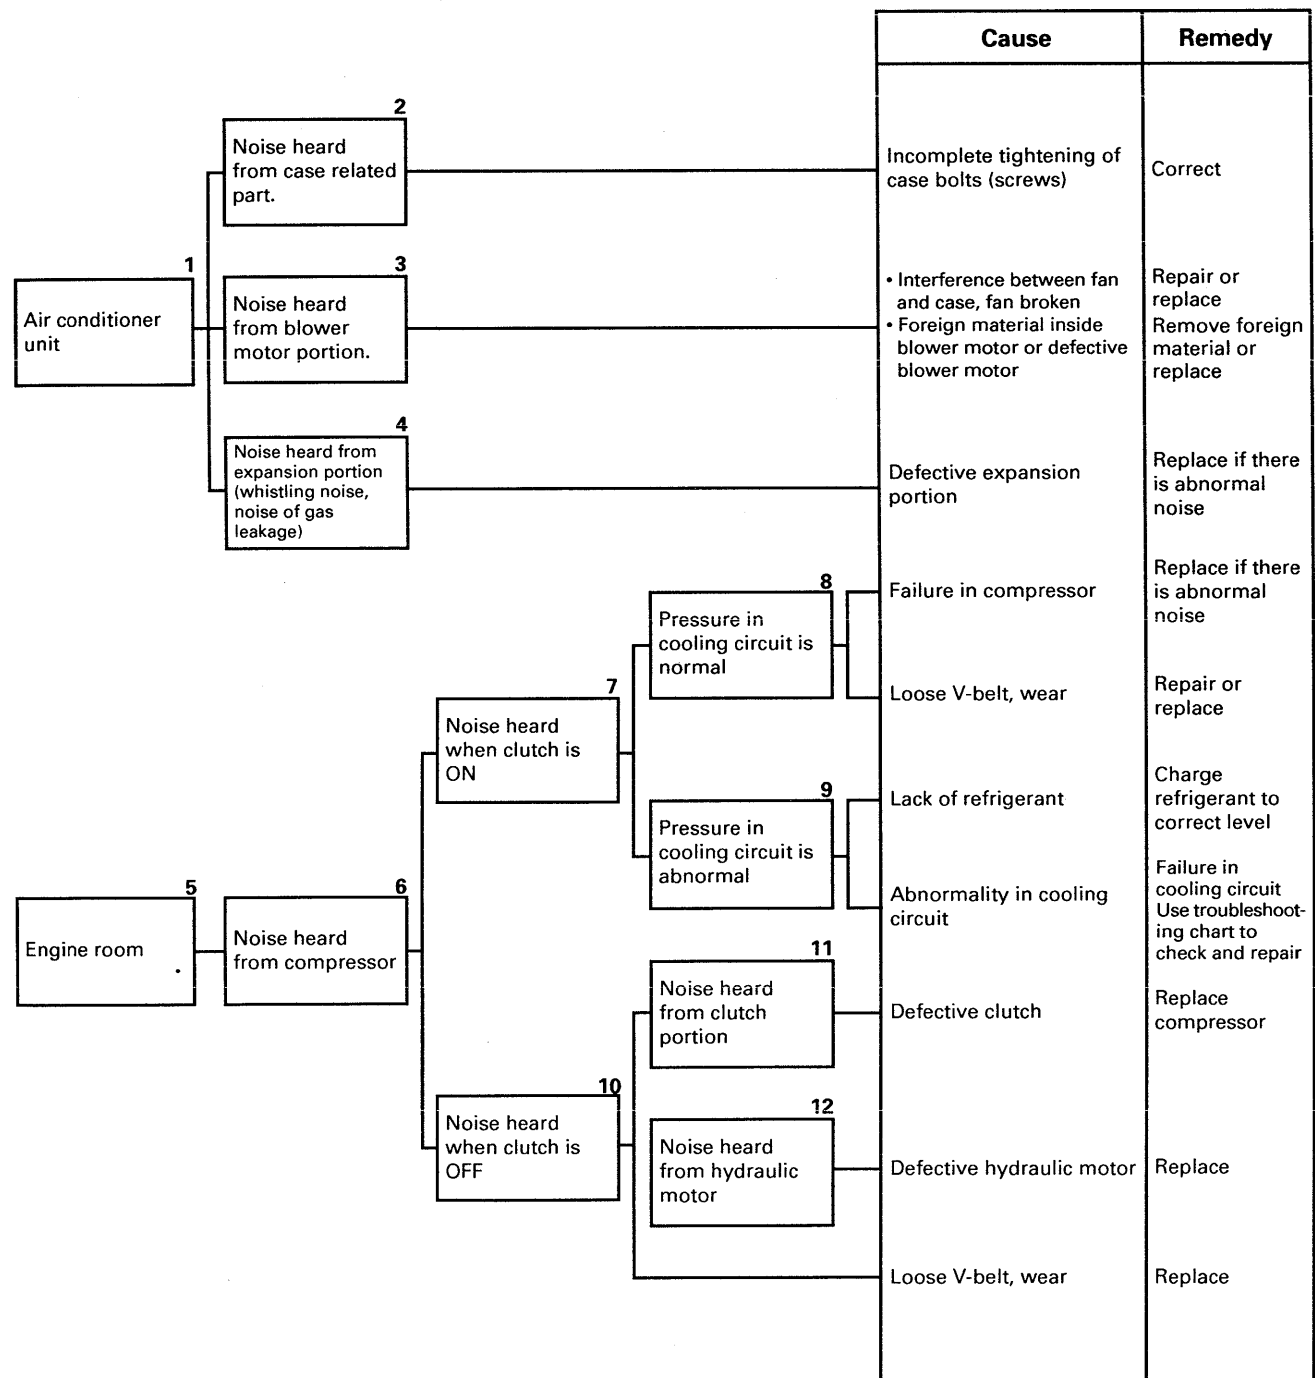 Cause
Remedy
2
Noise heard
from case related
part.
Incomplete tightening of
case bolts (screws)
Correct
1
Air conditioner
unit
3
Noise heard
from blower
motor portion.
• Interference between fan
and case, fan broken
• Foreign material inside
blower motor or defective
blower motor
Repair or
replace
Remove foreign
material or
replace
4
Noise heard from
expansion portion
(whistling noise,
noise of gas
leakage)
Defective expansion
portion
Replace if there
is abnormal
noise
5
Engine room
6
Noise heard
from compressor
7
Noise heard
when clutch is
ON
8
Pressure in
cooling circuit is
normal
Failure in compressor
Replace if there
is abnormal
noise
Loose V-belt, wear
Repair or
replace
9
Pressure in
cooling circuit is
abnormal
Lack of refrigerant
Charge
refrigerant to
correct level
Abnormality in cooling
circuit
Failure in
cooling circuit
Use troubleshoot-
ing chart to
check and repair
10
Noise heard
when clutch is
OFF
11
Noise heard
from clutch
portion
Defective clutch
Replace
compressor
12
Noise heard
from hydraulic
motor
Defective hydraulic motor
Replace
Loose V-belt, wear
Replace